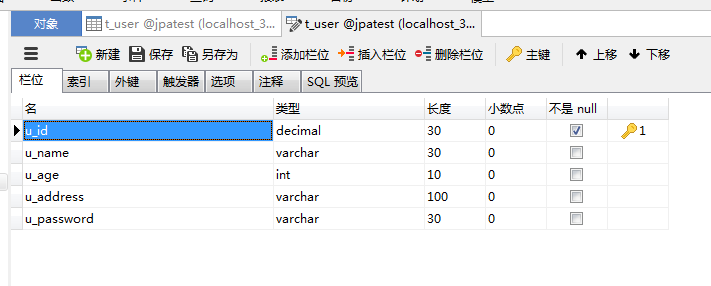 对象 t_user @jpatest (localhost_3... t_user @jpatest (localhost_3...
新建 保存 另存为 添加栏位 插入栏位 删除栏位 主键 上移 下移
栏位 索引 外键 触发器 选项 注释 SQL 预览
名 类型 长度 小数点 不是 null
u_id decimal 30 0 1
u_name varchar 30 0
u_age int 10 0
u_address varchar 100 0
u_password varchar 30 0